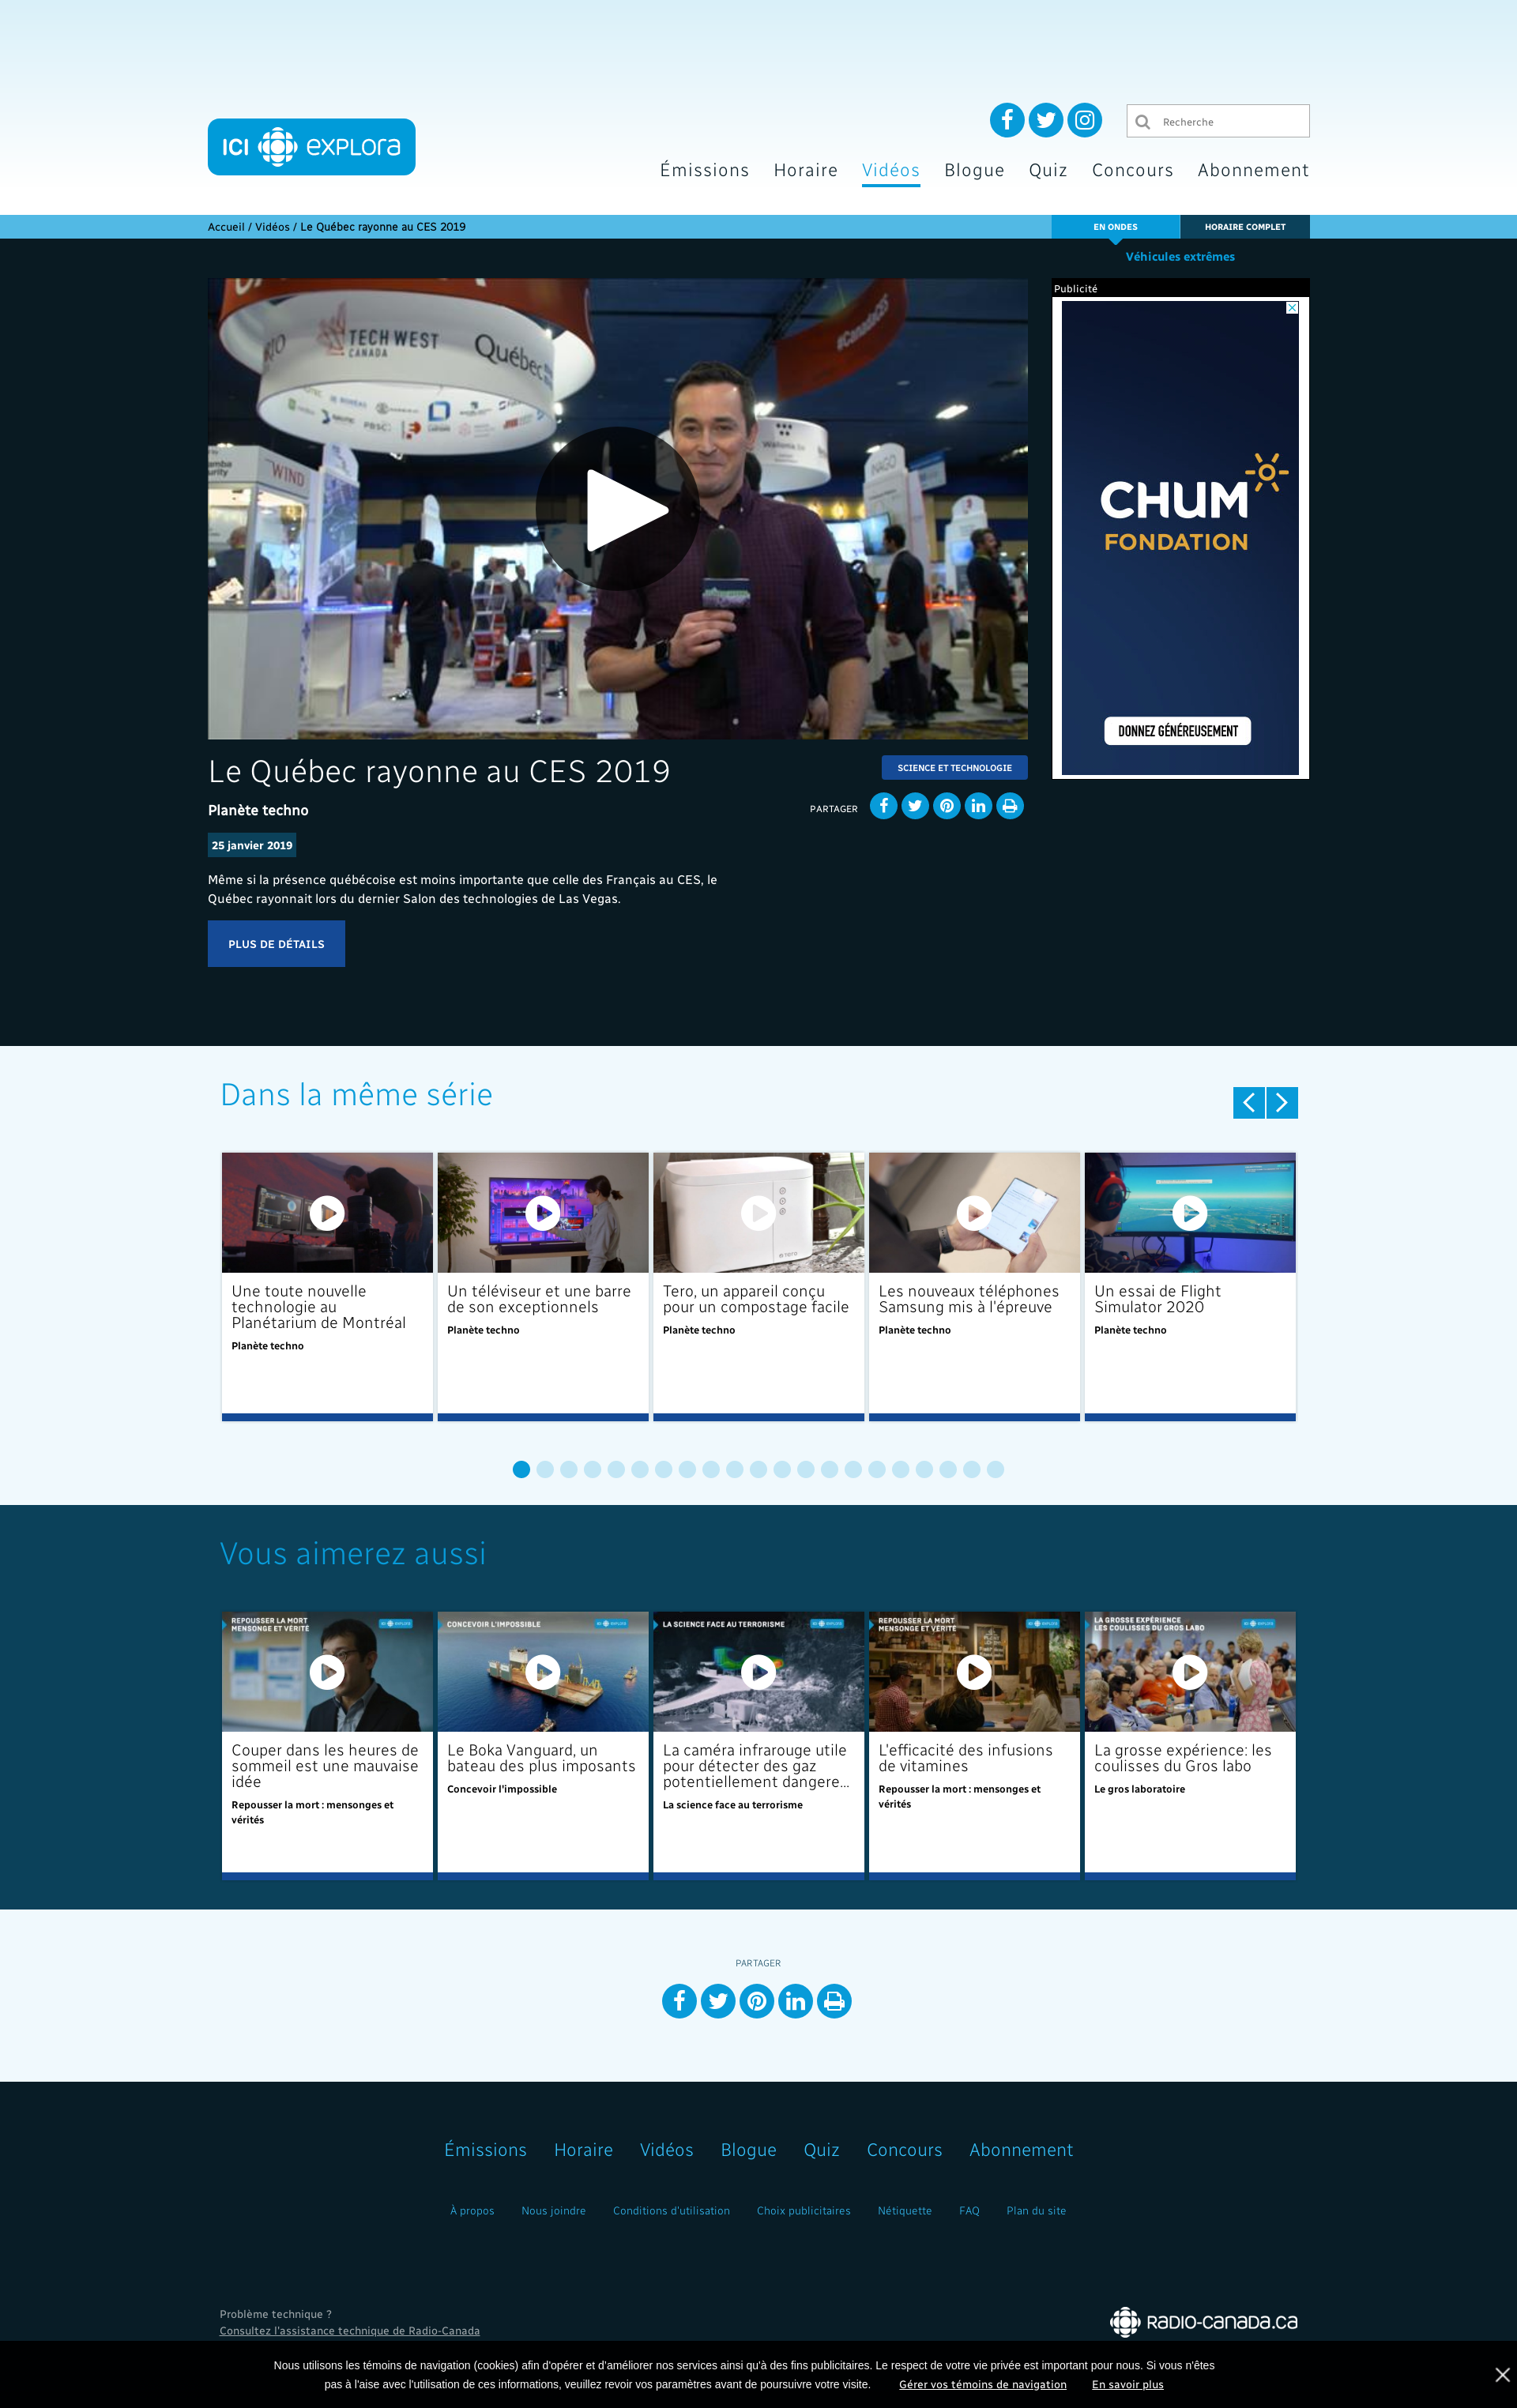 ICI explora
Recherche
Émissions Horaire Vidéos Blogue Quiz Concours Abonnement
Accueil / Vidéos / Le Québec rayonne au CES 2019
EN ONDES
HORAIRE COMPLET
Véhicules extrêmes
TECH WEST
CANADA
Québec
#CanadaCES
WIND
Publicité
CHUM
FONDATION
DONNEZ GÉNÉREUSEMENT
Le Québec rayonne au CES 2019
SCIENCE ET TECHNOLOGIE
Planète techno
PARTAGER
25 janvier 2019
Même si la présence québécoise est moins importante que celle des Français au CES, le
Québec rayonnait lors du dernier Salon des technologies de Las Vegas.
PLUS DE DÉTAILS
Dans la même série
Une toute nouvelle
technologie au
Planétarium de Montréal
Planète techno
Un téléviseur et une barre
de son exceptionnels
Planète techno
Tero, un appareil conçu
pour un compostage facile
Planète techno
Les nouveaux téléphones
Samsung mis à l'épreuve
Planète techno
Un essai de Flight
Simulator 2020
Planète techno
Vous aimerez aussi
REPOUSSER LA MORT
MENSONGE ET VÉRITÉ
Couper dans les heures de
sommeil est une mauvaise
idée
Repousser la mort : mensonges et
vérités
CONCEVOIR L'IMPOSSIBLE
Le Boka Vanguard, un
bateau des plus imposants
Concevoir l'impossible
LA SCIENCE FACE AU TERRORISME
La caméra infrarouge utile
pour détecter des gaz
potentiellement dangere...
La science face au terrorisme
REPOUSSER LA MORT
MENSONGE ET VÉRITÉ
L'efficacité des infusions
de vitamines
Repousser la mort : mensonges et
vérités
LA GROSSE EXPÉRIENCE
LES COULISSES DU GROS LABO
La grosse expérience: les
coulisses du Gros labo
Le gros laboratoire
PARTAGER
Émissions Horaire Vidéos Blogue Quiz Concours Abonnement
À propos Nous joindre Conditions d'utilisation Choix publicitaires Nétiquette FAQ Plan du site
Problème technique ?
Consultez l'assistance technique de Radio-Canada
RADIO-CANADA.CA
Nous utilisons les témoins de navigation (cookies) afin d'opérer et d'améliorer nos services ainsi qu'à des fins publicitaires. Le respect de votre vie privée est important pour nous. Si vous n'êtes
pas à l'aise avec l'utilisation de ces informations, veuillez revoir vos paramètres avant de poursuivre votre visite. Gérer vos témoins de navigation En savoir plus